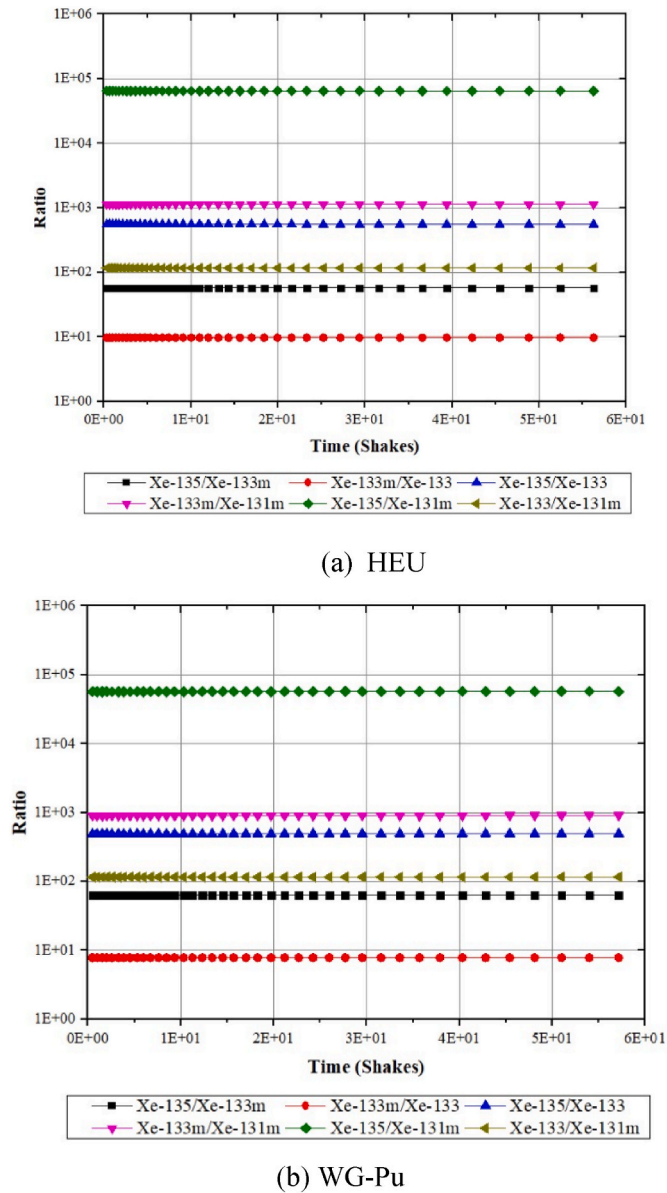 (a)
1E+06
1E+05
1E+04
1E+03
1E+02
1E+01
1E+00
Ratio
0E+00 1E+01 2E+01 3E+01 4E+01 5E+01 6E+01
Time (Shakes)
Xe-135/Xe-133m Xe-133m/Xe-133 Xe-135/Xe-133
Xe-133m/Xe-131m Xe-135/Xe-131m Xe-133/Xe-131m
(a) HEU
1E+06
1E+05
1E+04
1E+03
1E+02
1E+01
1E+00
Ratio
0E+00 1E+01 2E+01 3E+01 4E+01 5E+01 6E+01
Time (Shakes)
Xe-135/Xe-133m Xe-133m/Xe-133 Xe-135/Xe-133
Xe-133m/Xe-131m Xe-135/Xe-131m Xe-133/Xe-131m
(b) WG-Pu